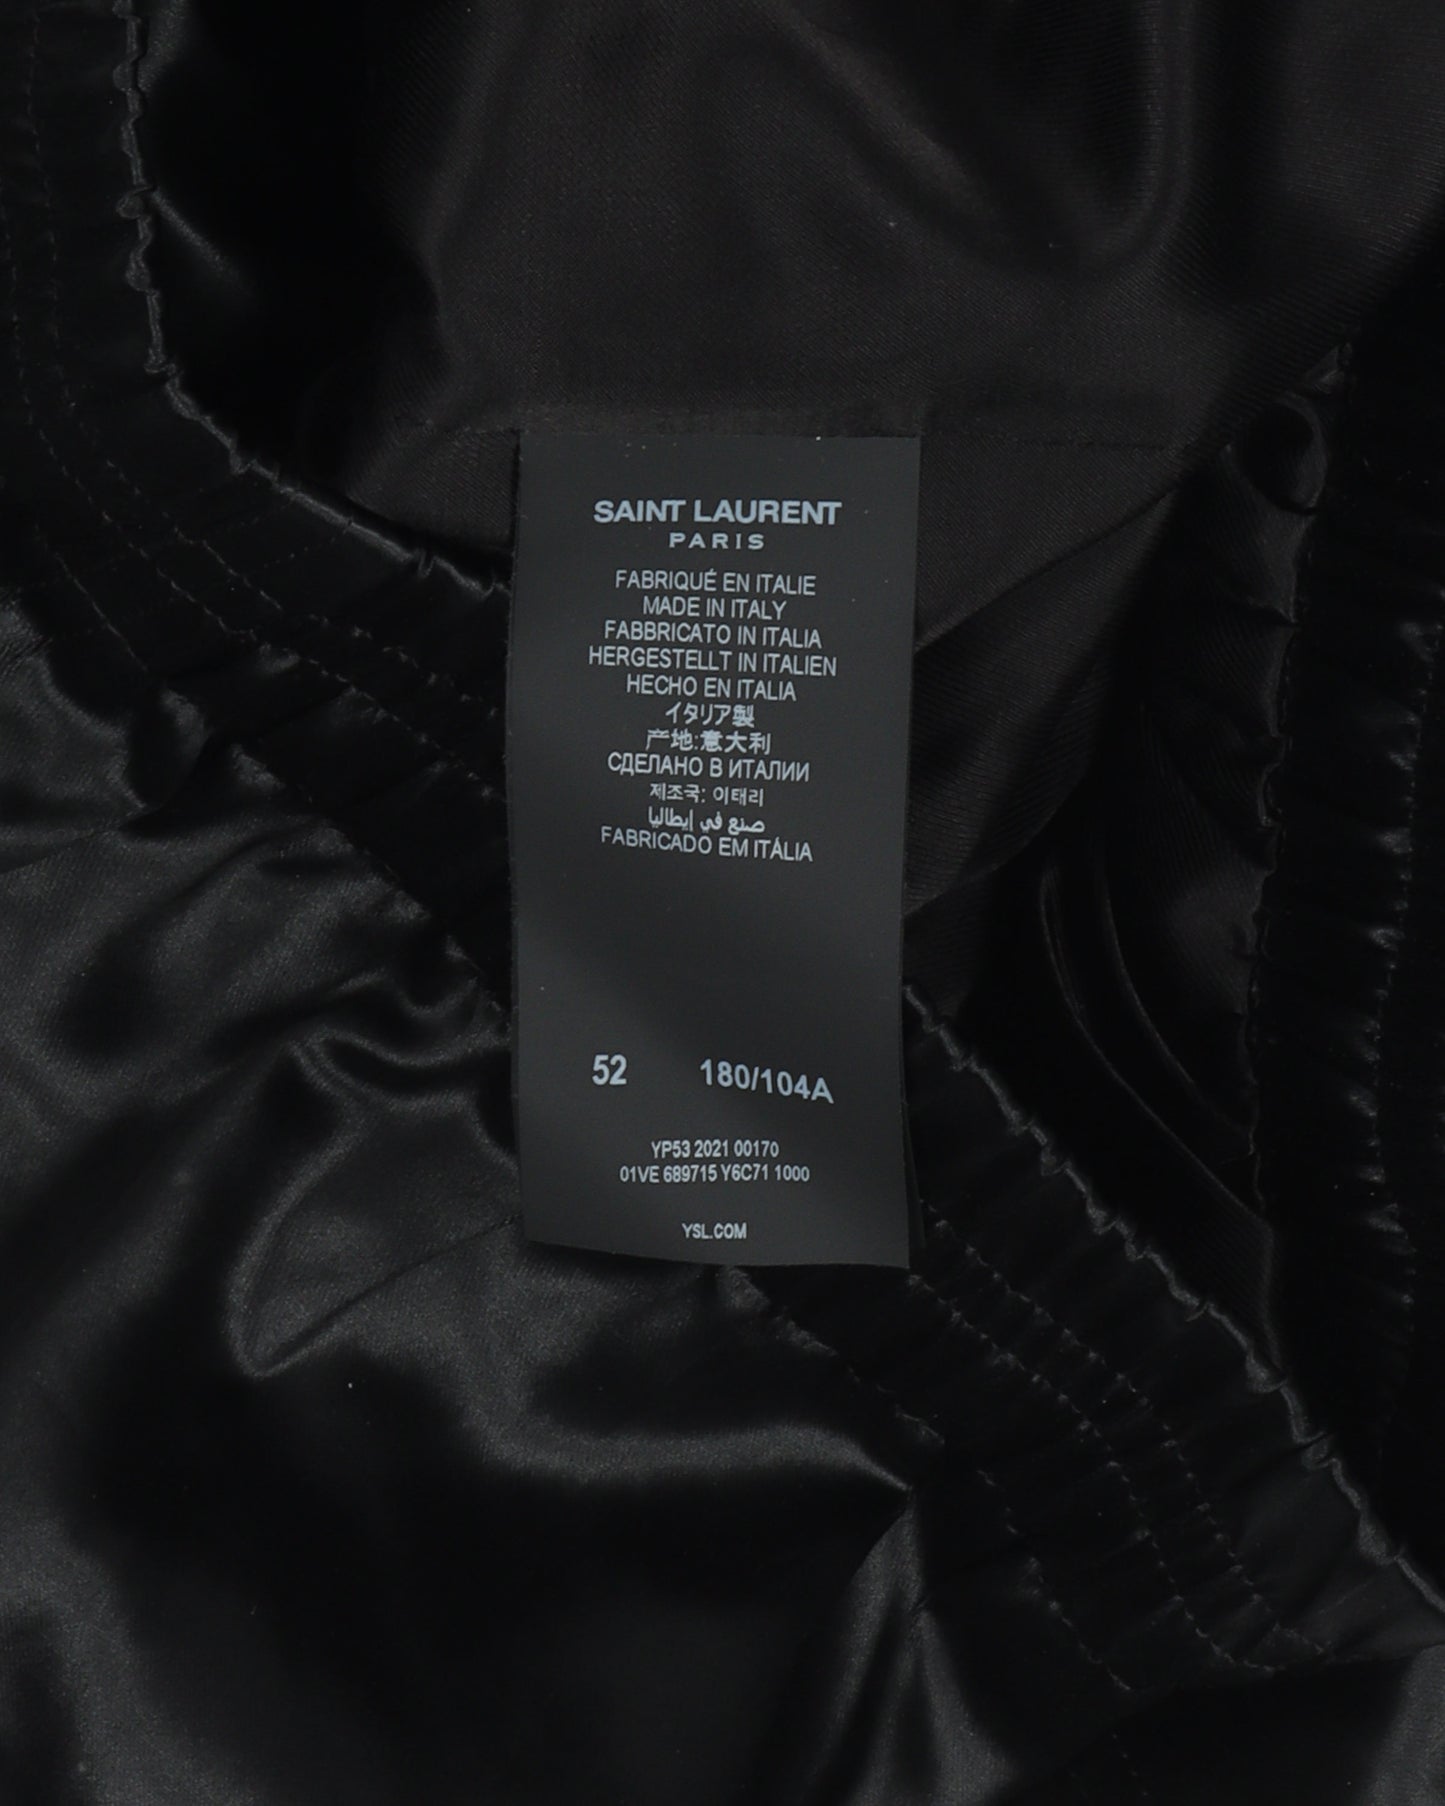 SAINT LAURENT
PARIS
FABRIQUÉ EN ITALIE
MADE IN ITALY
FABBRICATO IN ITALIA
HERGESTELLT IN ITALIEN
HECHO EN ITALIA
イタリア製
产地:意大利
СДЕЛАНО В ИТАЛИИ
제조국: 이태리
صنع في إيطاليا
FABRICADO EM ITÁLIA
52 180/104A
YP53 2021 00170
01VE 689715 Y6C71 1000
YSL.COM